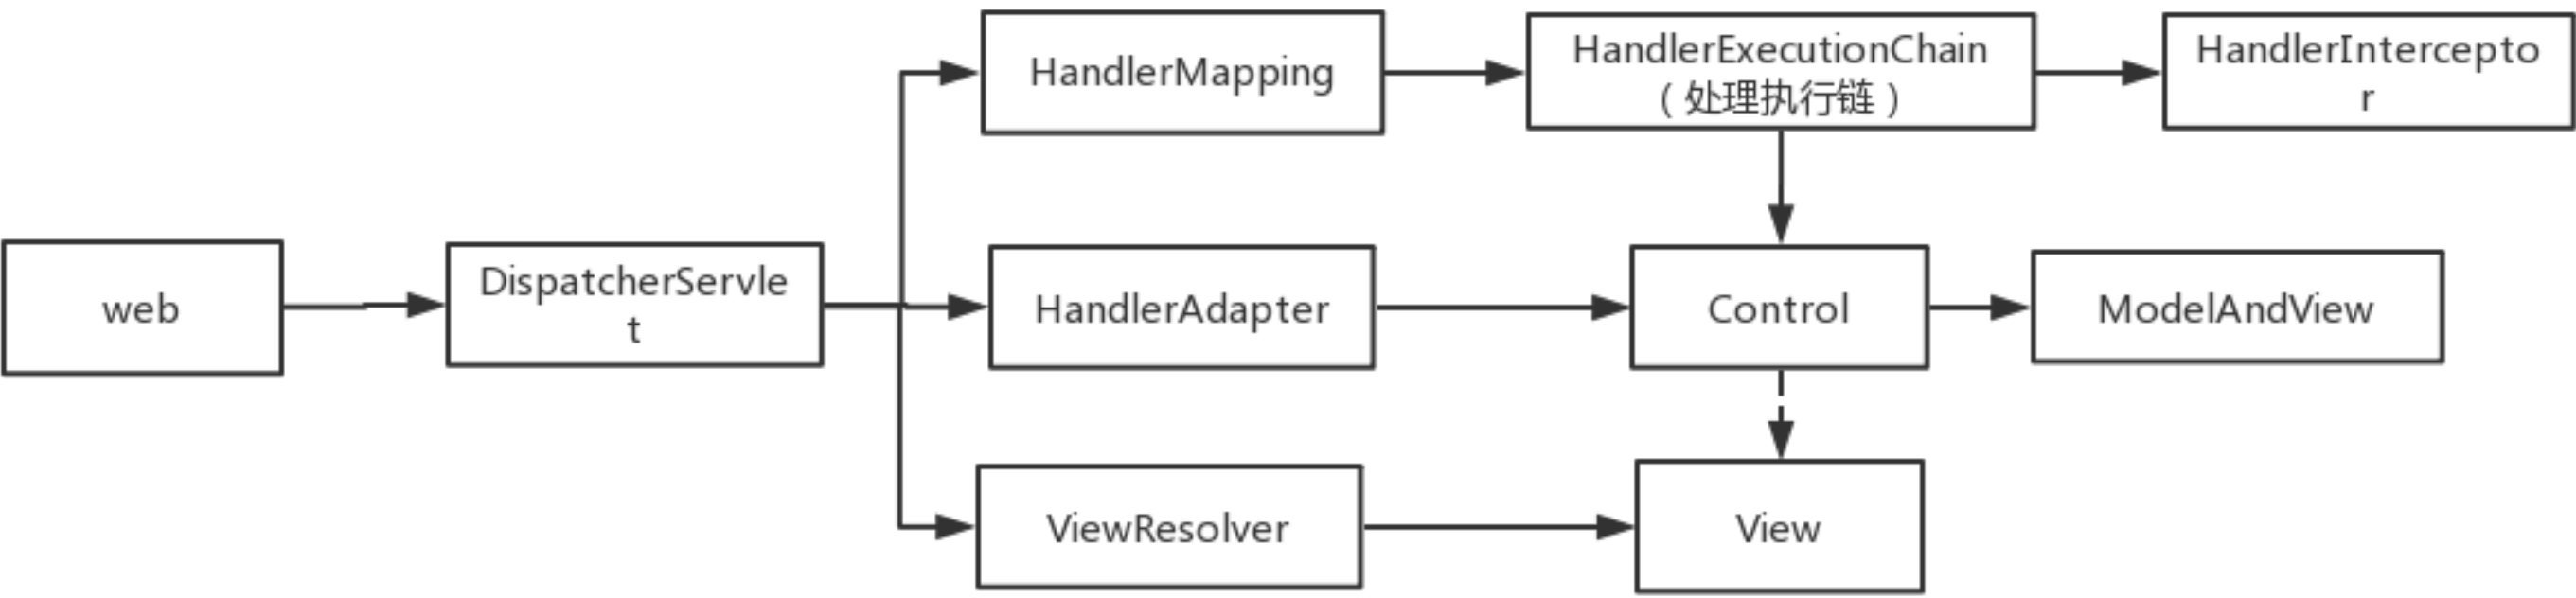 HandlerMapping
HandlerExecutionChain
（处理执行链）
HandlerIntercepto
r
web
DispatcherServle
t
HandlerAdapter
Control
ModelAndView
ViewResolver
View